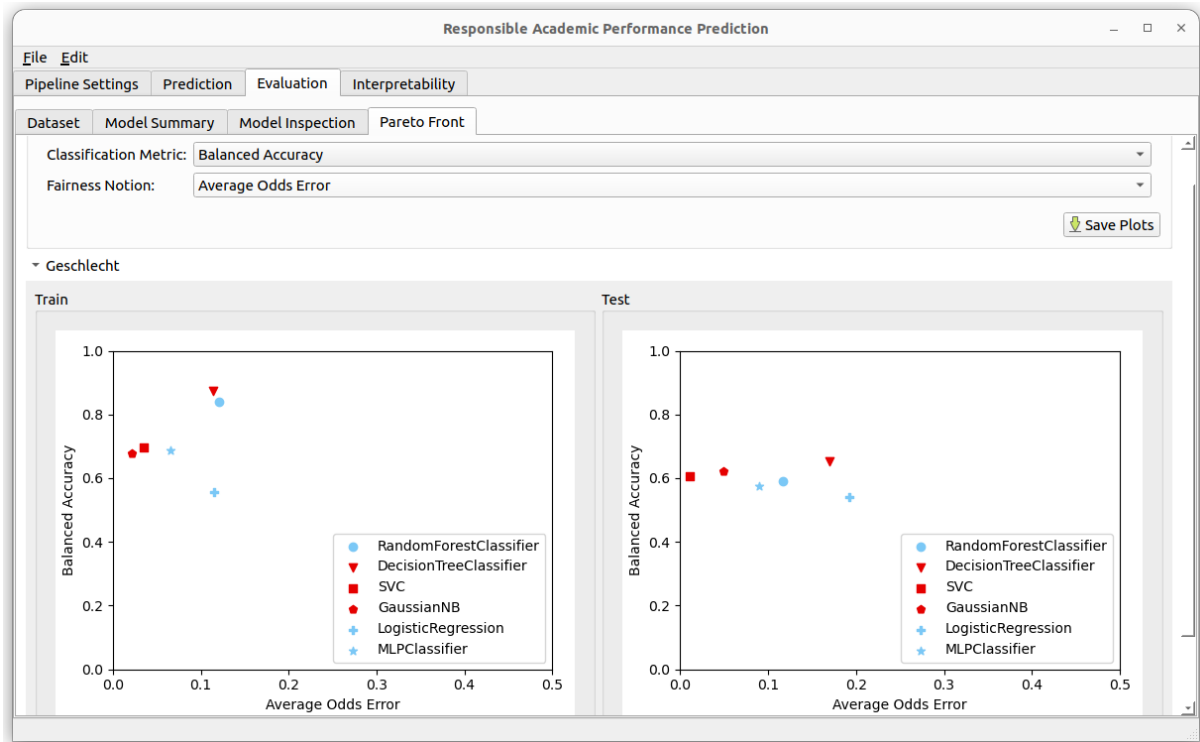 Responsible Academic Performance Prediction
File Edit
Pipeline Settings Prediction Evaluation Interpretability
Dataset Model Summary Model Inspection Pareto Front
Classification Metric: Balanced Accuracy
Fairness Notion: Average Odds Error
Save Plots
Geschlecht
Train
1.0
0.8
0.6
0.4
0.2
0.0
Balanced Accuracy
RandomForestClassifier
DecisionTreeClassifier
SVC
GaussianNB
LogisticRegression
MLPClassifier
0.0 0.1 0.2 0.3 0.4 0.5
Average Odds Error
Test
1.0
0.8
0.6
0.4
0.2
0.0
Balanced Accuracy
RandomForestClassifier
DecisionTreeClassifier
SVC
GaussianNB
LogisticRegression
MLPClassifier
0.0 0.1 0.2 0.3 0.4 0.5
Average Odds Error